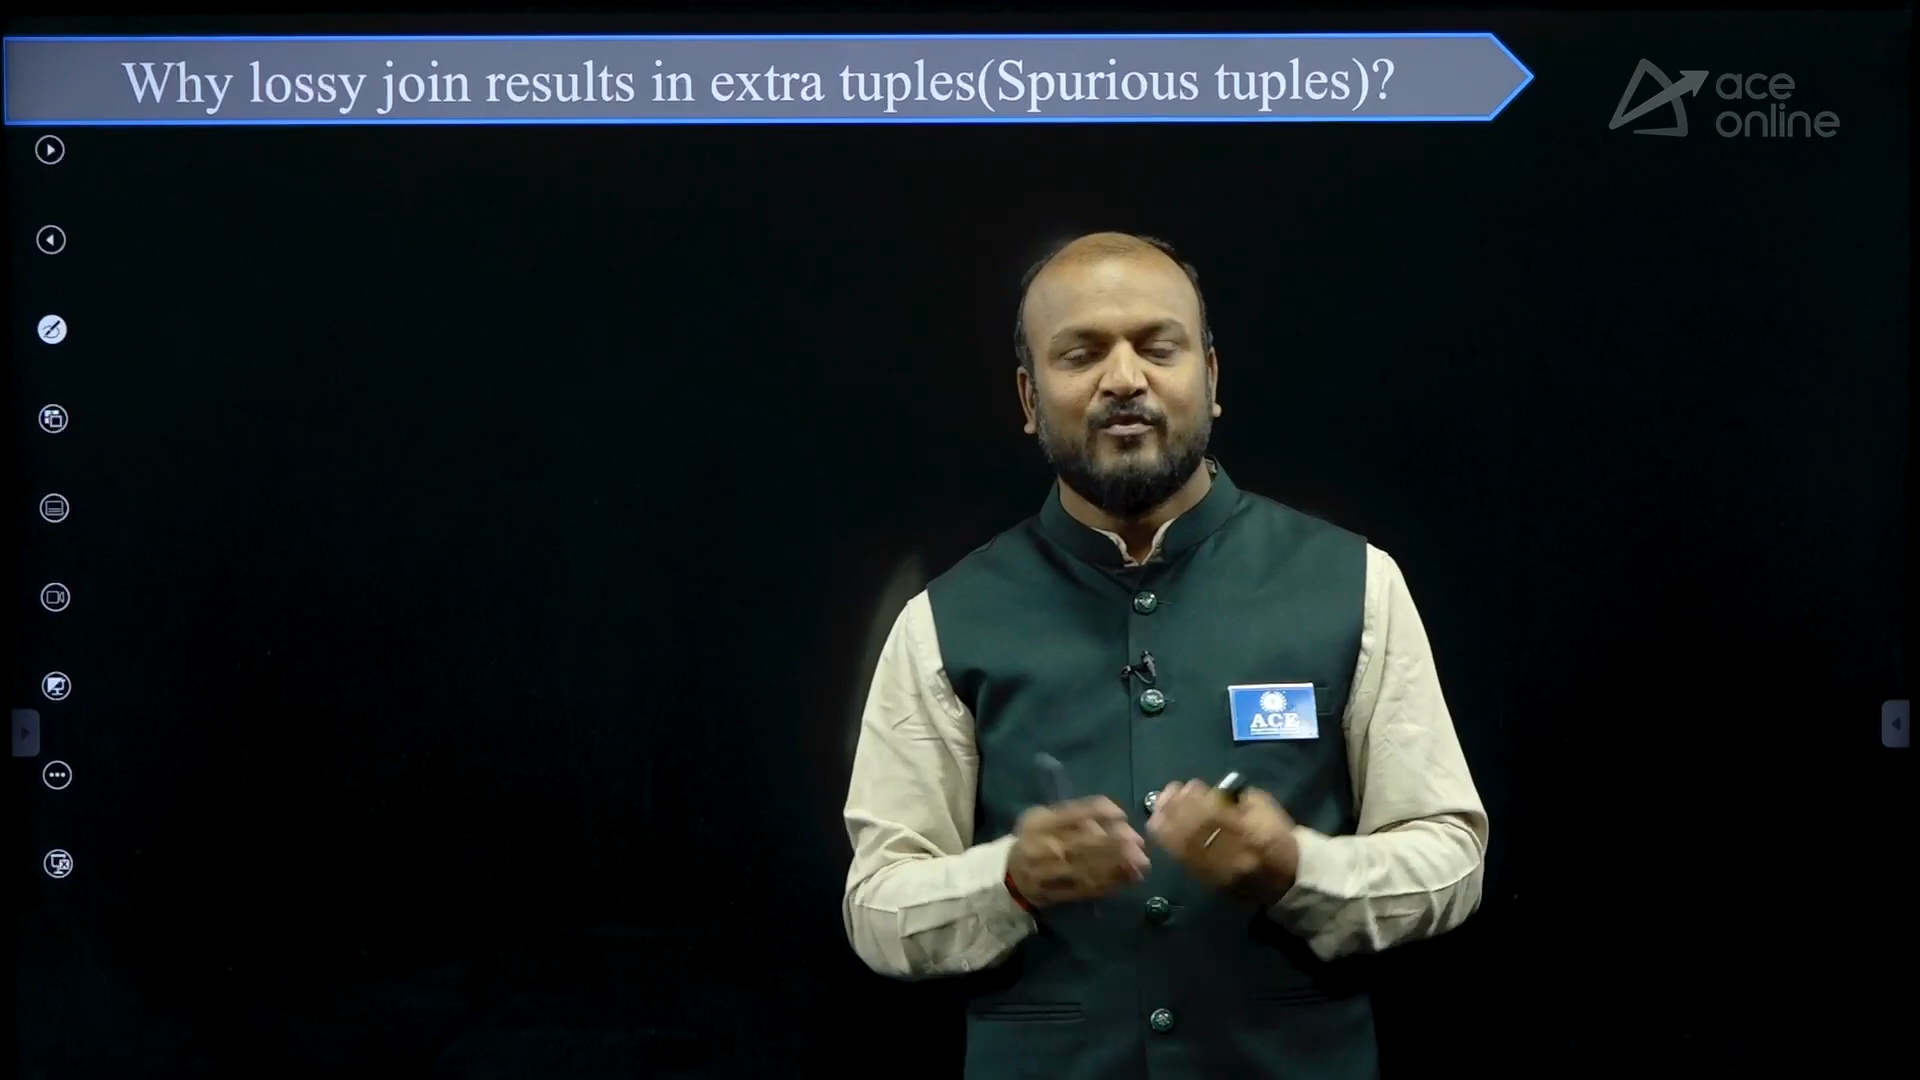 Why lossy join results in extra tuples(Spurious tuples)?
ace
online
ACE